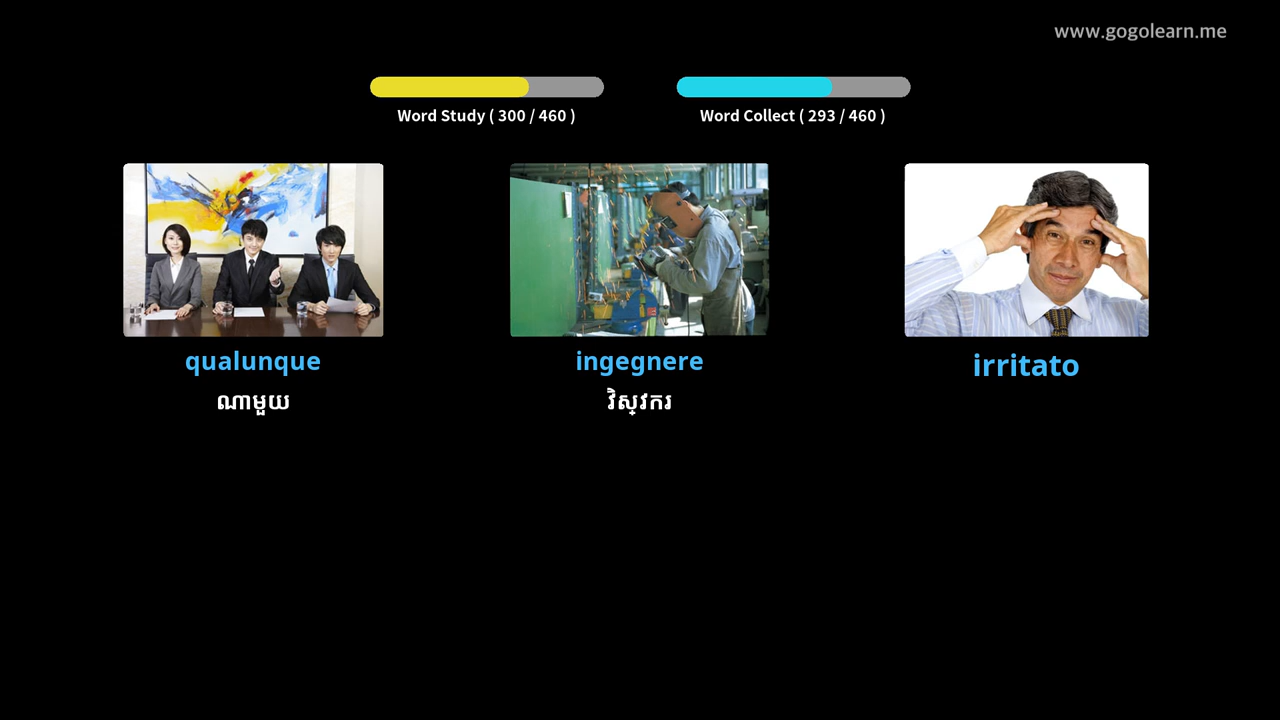 www.gogolearn.me
Word Study ( 300 / 460 )
Word Collect ( 293 / 460 )
qualunque
ingegnere
irritato
ណាមួយ
វិស្វករ